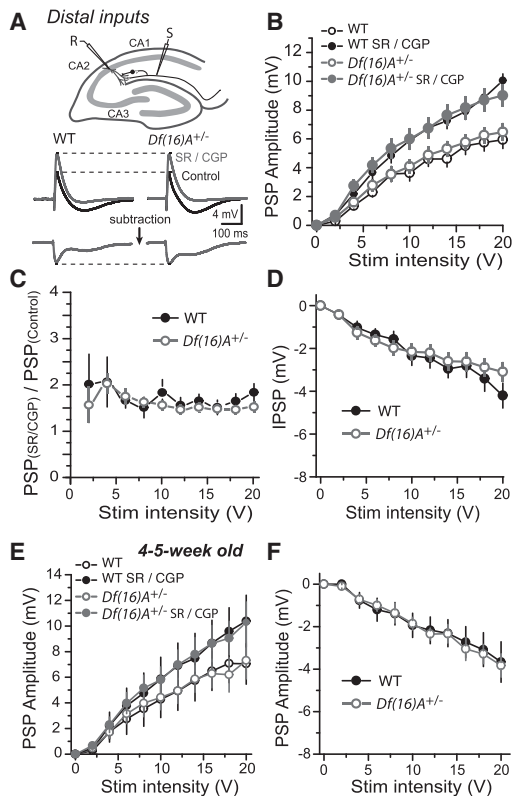 A Distal inputs
R
S
CA1
CA2
CA3
WT
Df(16)A+/-
SR / CGP
Control
subtraction
4 mV
100 ms
B
WT
WT SR / CGP
Df(16)A+/-
Df(16)A+/- SR / CGP
PSP Amplitude (mV)
12
10
8
6
4
2
0
0 5 10 15 20
Stim intensity (V)
C
WT
Df(16)A+/-
PSP(SR/CGP) / PSP(Control)
4
3
2
1
0
0 5 10 15 20
Stim intensity (V)
D
IPSP (mV)
0
-2
-4
-6
-8
WT
Df(16)A+/-
0 5 10 15 20
Stim intensity (V)
E
4-5-week old
WT
WT SR / CGP
Df(16)A+/-
Df(16)A+/- SR / CGP
PSP Amplitude (mV)
14
12
10
8
6
4
2
0
0 5 10 15 20
Stim intensity (V)
F
PSP Amplitude (mV)
0
-2
-4
-6
-8
WT
Df(16)A+/-
0 5 10 15 20
Stim intensity (V)